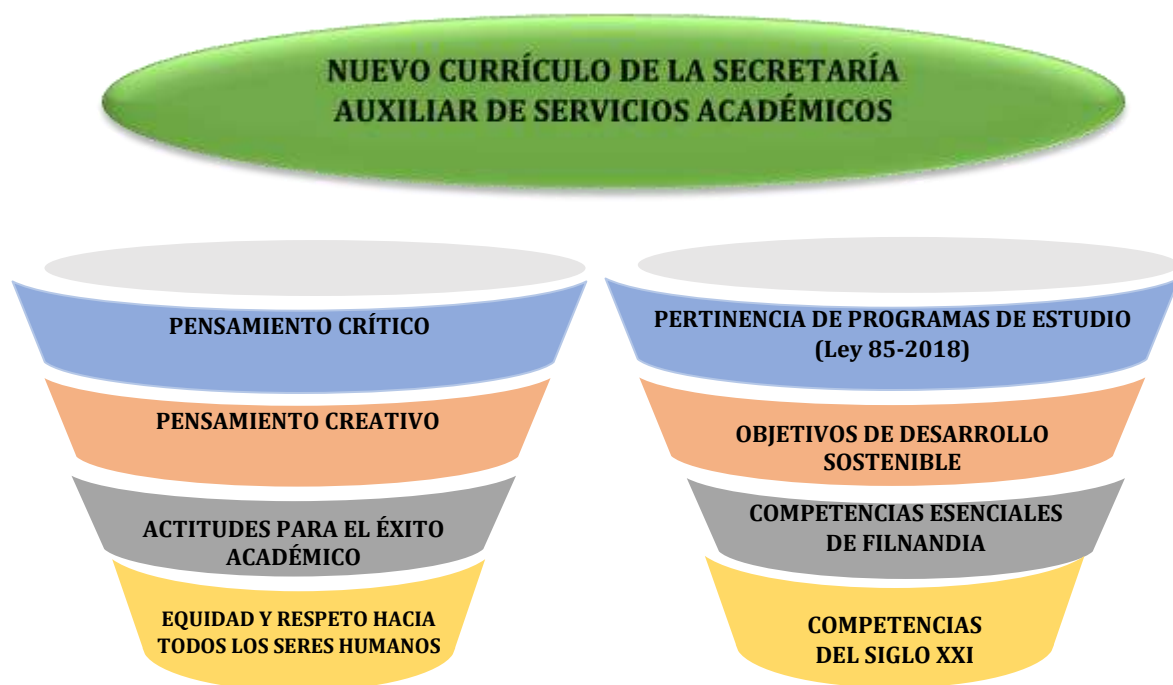 NUEVO CURRÍCULO DE LA SECRETARÍA
AUXILIAR DE SERVICIOS ACADÉMICOS
PENSAMIENTO CRÍTICO
PENSAMIENTO CREATIVO
ACTITUDES PARA EL ÉXITO
ACADÉMICO
EQUIDAD Y RESPETO HACIA
TODOS LOS SERES HUMANOS
PERTINENCIA DE PROGRAMAS DE ESTUDIO
(Ley 85-2018)
OBJETIVOS DE DESARROLLO
SOSTENIBLE
COMPETENCIAS ESENCIALES
DE FILNANDIA
COMPETENCIAS
DEL SIGLO XXI